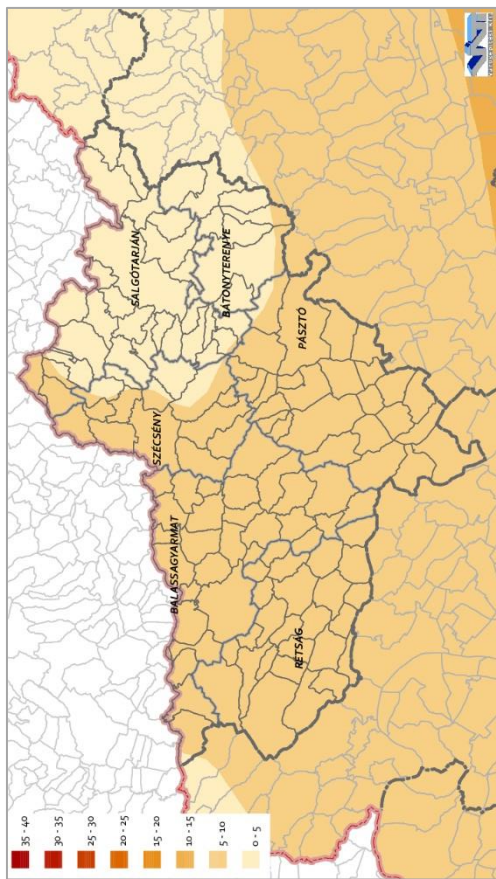 35 - 40
30 - 35
25 - 30
20 - 25
15 - 20
10 - 15
5 - 10
0 - 5
SALGÓTARJÁN
SZÉCSÉNY
BALASSAGYARMAT
BÁTONYTERENYE
RÉTSÁG
PÁSZTÓ